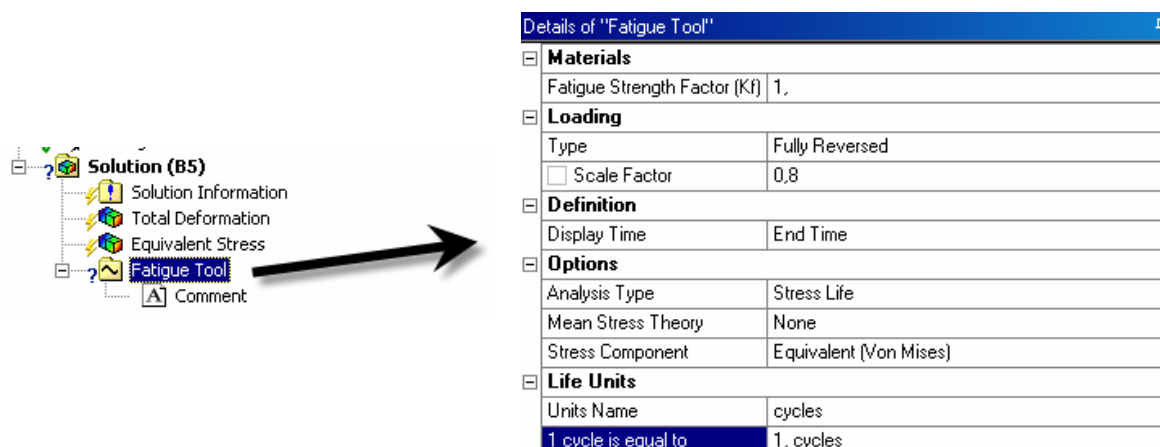 Solution (B5)
Solution Information
Total Deformation
Equivalent Stress
Fatigue Tool
A Comment
Details of "Fatigue Tool"
Materials
Fatigue Strength Factor (Kf) 1,
Loading
Type Fully Reversed
Scale Factor 0,8
Definition
Display Time End Time
Options
Analysis Type Stress Life
Mean Stress Theory None
Stress Component Equivalent (Von Mises)
Life Units
Units Name cycles
1 cycle is equal to 1, cycles